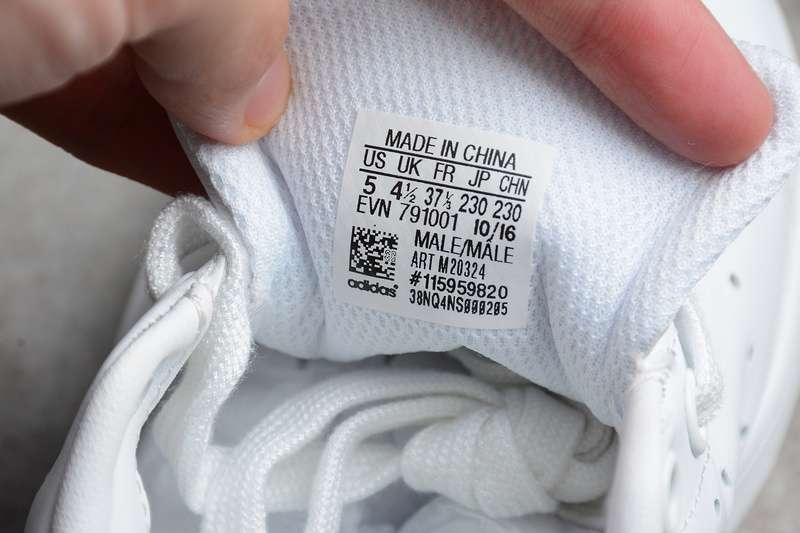 MADE IN CHINA
US UK FR JP CHN
5 4½ 37⅓ 230 230
EVN 791001 10/16
MALE/MÂLE
ART M20324
#115959820
adidas 38NQ4NS000205